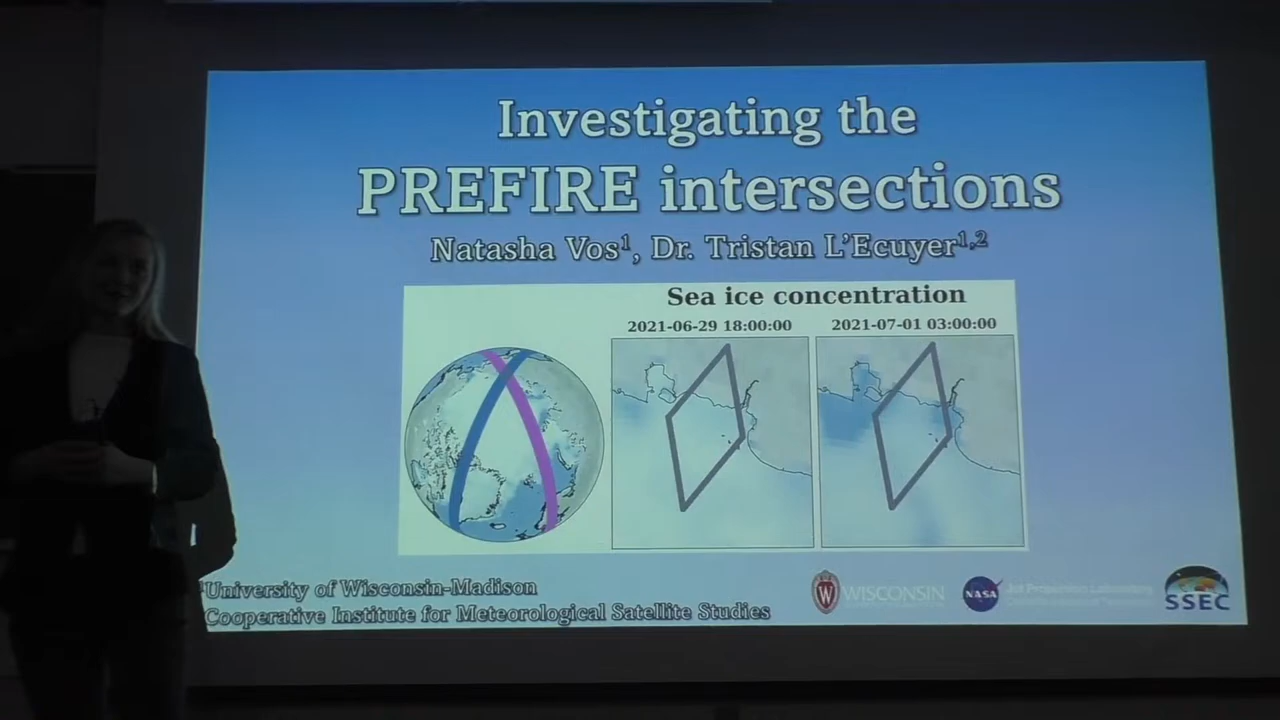 Investigating the
PREFIRE intersections
Natasha Vos¹, Dr. Tristan L'Ecuyer¹,²
Sea ice concentration
2021-06-29 18:00:00 2021-07-01 03:00:00
University of Wisconsin-Madison
Cooperative Institute for Meteorological Satellite Studies
W WISCONSIN NASA Jet Propulsion Laboratory SSEC